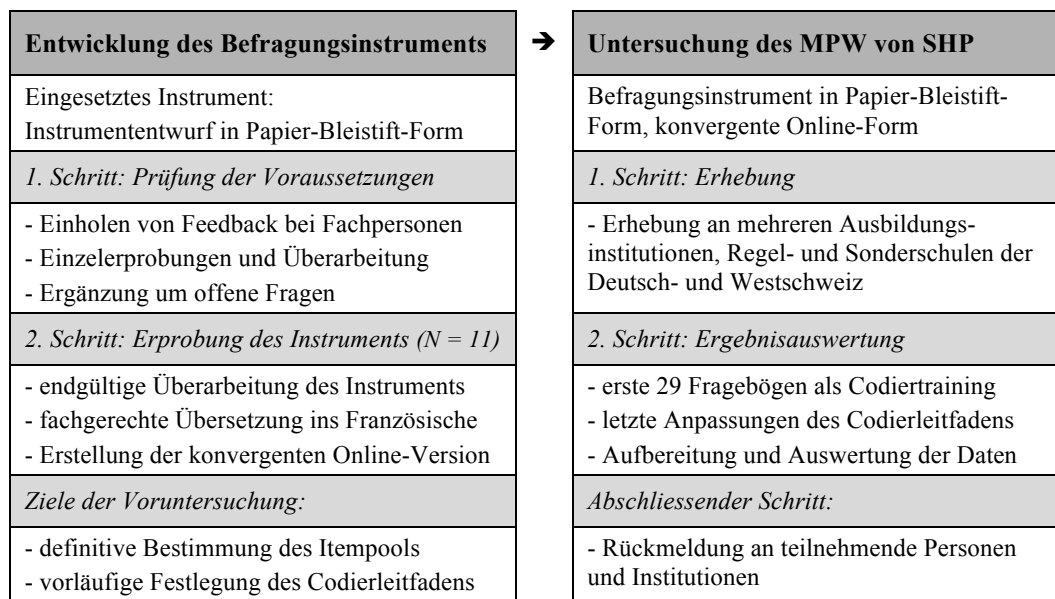 Entwicklung des Befragungsinstruments
Eingesetztes Instrument:
Instrumententwurf in Papier-Bleistift-Form
1. Schritt: Prüfung der Voraussetzungen
- Einholen von Feedback bei Fachpersonen
- Einzelerprobungen und Überarbeitung
- Ergänzung um offene Fragen
2. Schritt: Erprobung des Instruments (N = 11)
- endgültige Überarbeitung des Instruments
- fachgerechte Übersetzung ins Französische
- Erstellung der konvergenten Online-Version
Ziele der Voruntersuchung:
- definitive Bestimmung des Itempools
- vorläufige Festlegung des Codierleitfadens
➔
Untersuchung des MPW von SHP
Befragungsinstrument in Papier-Bleistift-
Form, konvergente Online-Form
1. Schritt: Erhebung
- Erhebung an mehreren Ausbildungs-
institutionen, Regel- und Sonderschulen der
Deutsch- und Westschweiz
2. Schritt: Ergebnisauswertung
- erste 29 Fragebögen als Codiertraining
- letzte Anpassungen des Codierleitfadens
- Aufbereitung und Auswertung der Daten
Abschliessender Schritt:
- Rückmeldung an teilnehmende Personen
und Institutionen